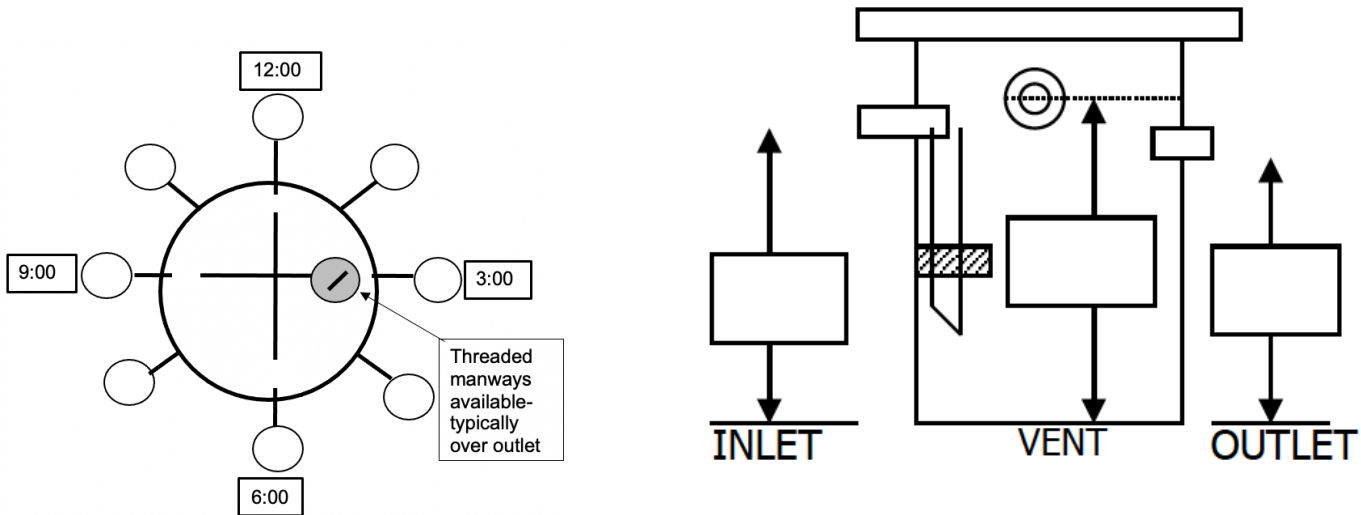 12:00
9:00
3:00
Threaded
manways
available-
typically
over outlet
6:00
INLET
VENT
OUTLET